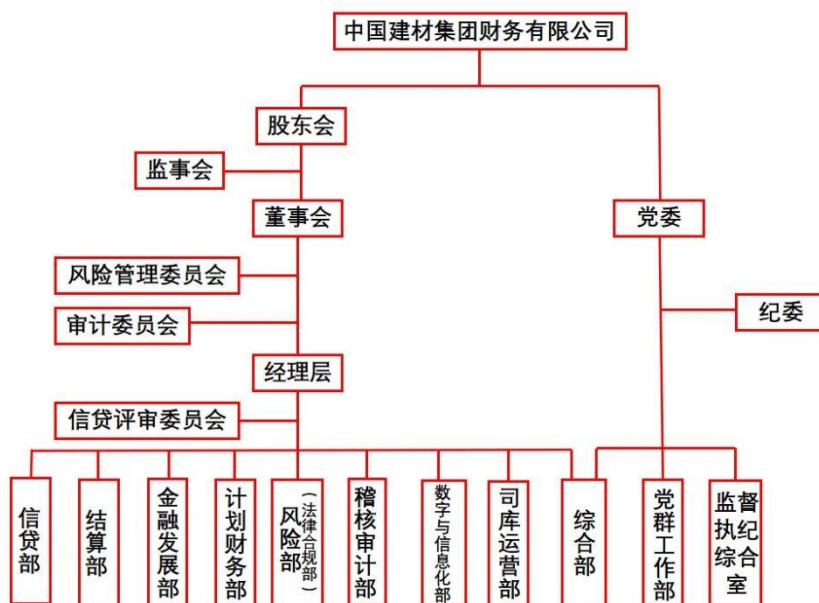 中国建材集团财务有限公司
股东会
监事会
董事会
党委
风险管理委员会
审计委员会
纪委
经理层
信贷评审委员会
信贷部
结算部
金融发展部
计划财务部
风险部
(法律合规部)
稽核审计部
数字与信息化部
司库运营部
综合部
党群工作部
监督
执纪
综合
室